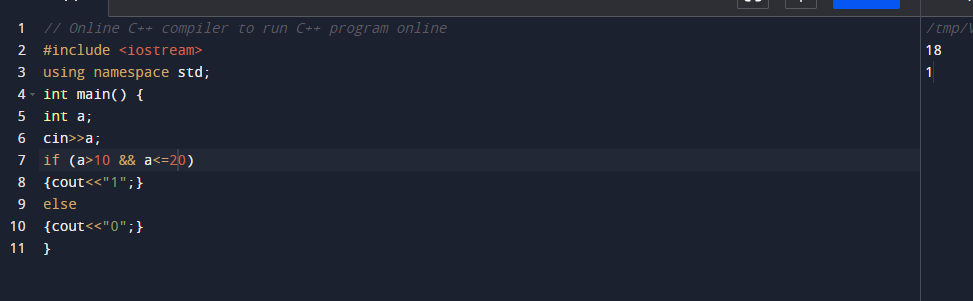 1 // Online C++ compiler to run C++ program online
2 #include <iostream>
3 using namespace std;
4 int main() {
5 int a;
6 cin>>a;
7 if (a>10 && a<=20)
8 {cout<<"1";}
9 else
10 {cout<<"0";}
11 }
/tmp/
18
1